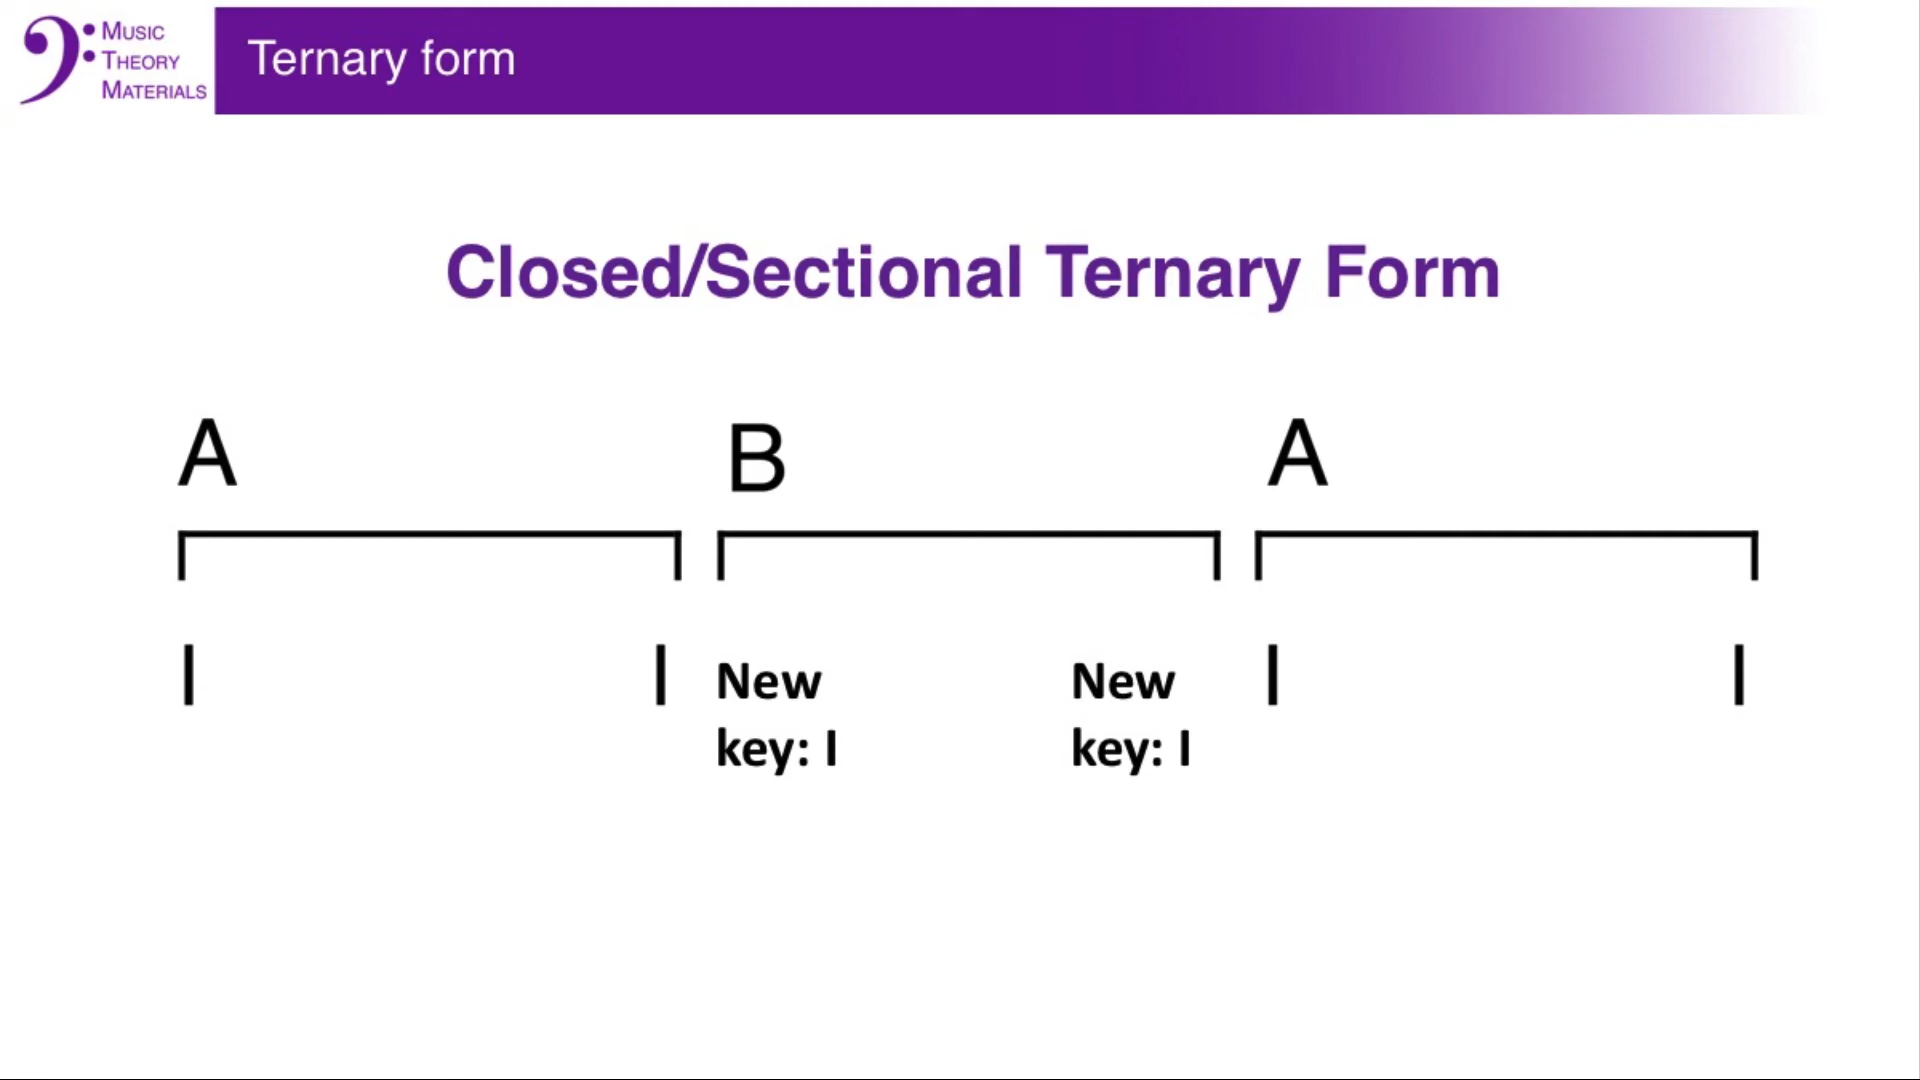 MUSIC
THEORY
MATERIALS
Ternary form
Closed/Sectional Ternary Form
A B A
I I New key: I New key: I I I